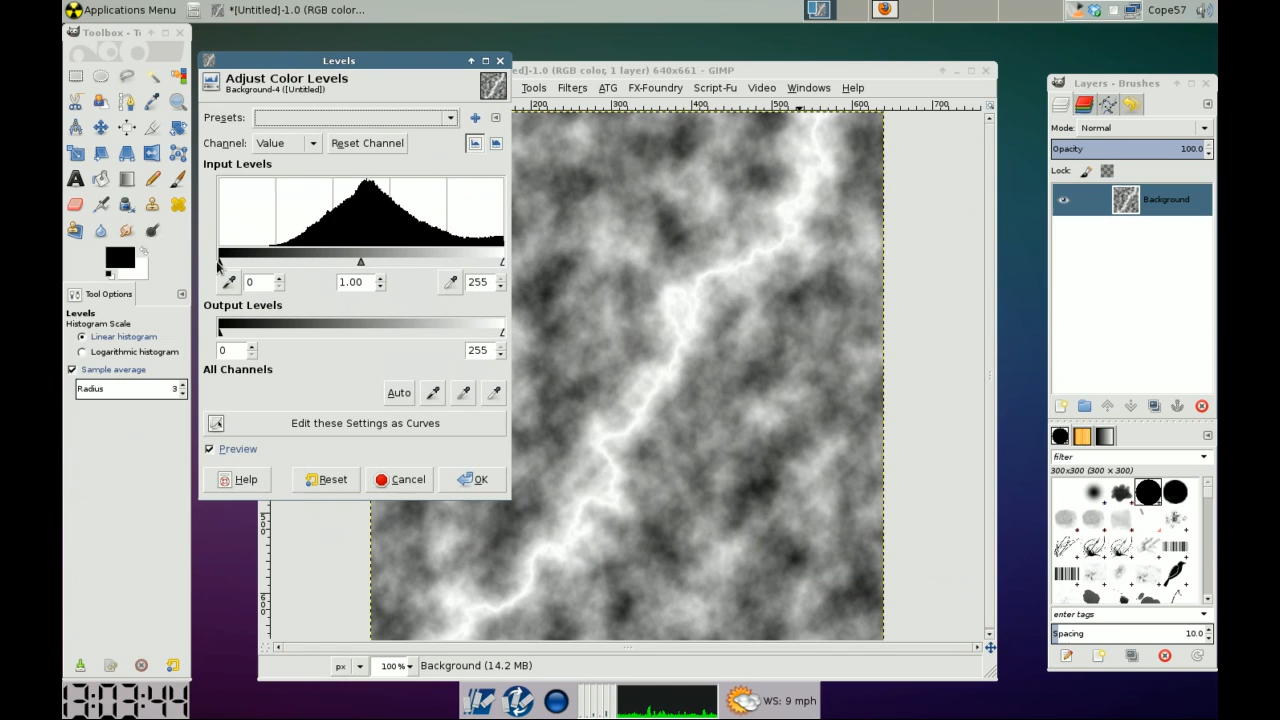 Applications Menu
*[Untitled]-1.0 (RGB color...
Cope57
Toolbox - T
Levels
Adjust Color Levels
Background-4 ([Untitled])
Presets:
Channel: Value Reset Channel
Input Levels
0 1.00 255
Output Levels
0 255
All Channels
Auto
Edit these Settings as Curves
Preview
Help Reset Cancel OK
Tool Options
Levels
Histogram Scale
Linear histogram
Logarithmic histogram
Sample average
Radius 3
ed]-1.0 (RGB color, 1 layer) 640x661 - GIMP
Tools Filters ATG FX-Foundry Script-Fu Video Windows Help
200 300 400 500 600 700
500
600
px 100 % Background (14.2 MB)
Layers - Brushes
Mode: Normal
Opacity 100.0
Lock:
Background
filter
300x300 (300 × 300)
enter tags
Spacing 10.0
WS: 9 mph